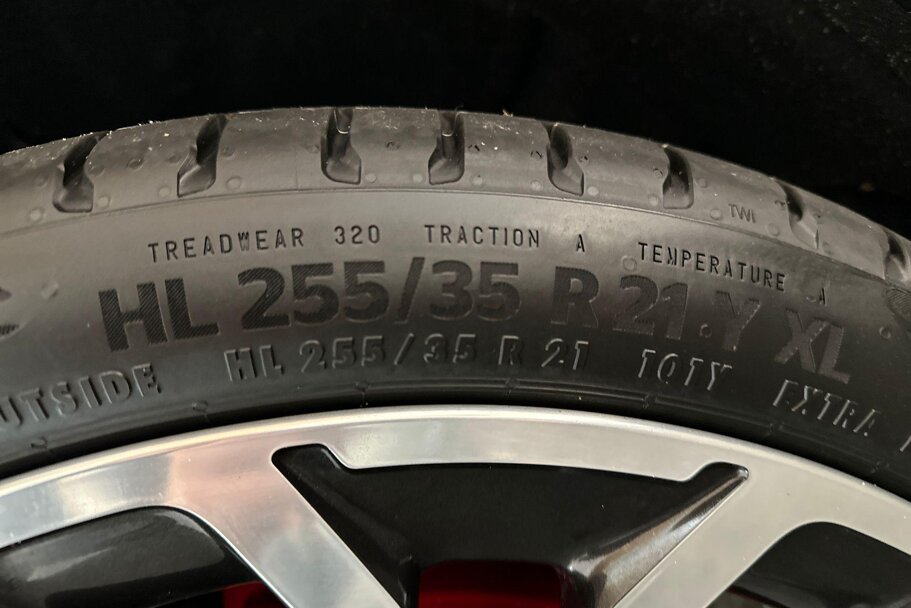 TWI
TREADWEAR 320 TRACTION A TEMPERATURE A
HL 255/35 R 21.Y XL
UTSIDE HL 255/35 R 21 101Y EXTRA